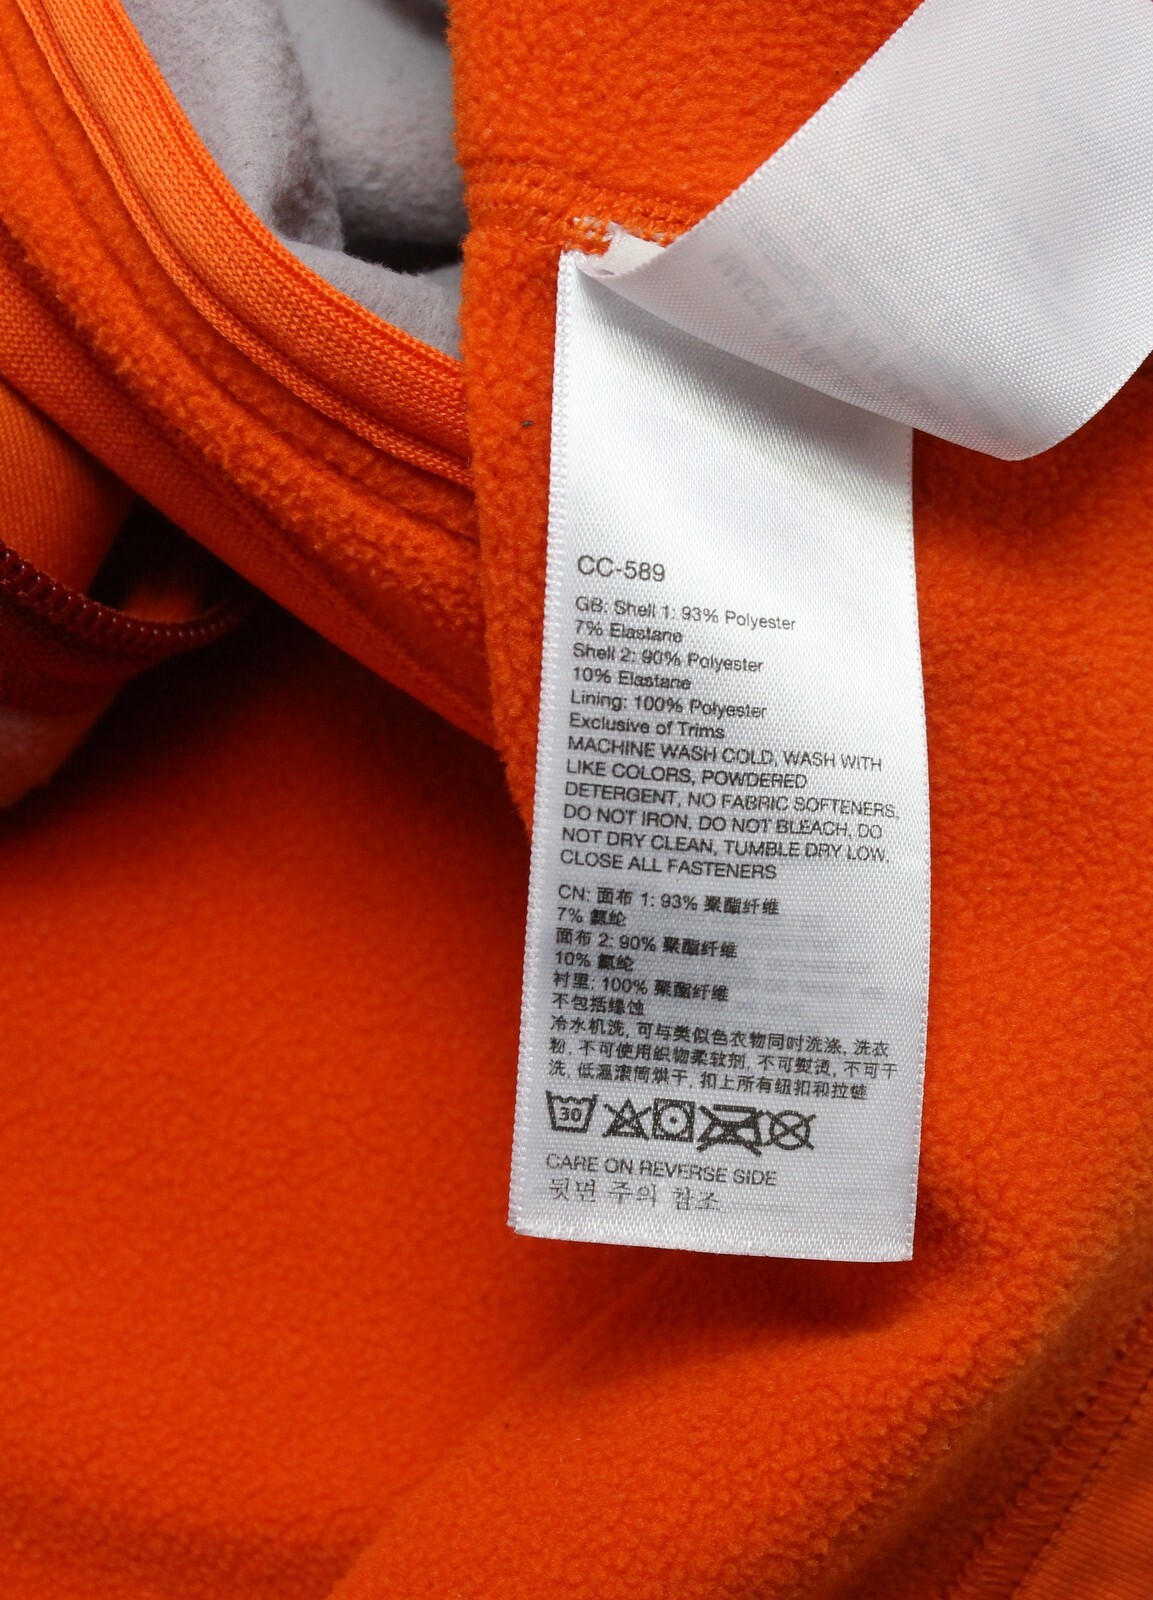 CC-589
GB: Shell 1: 93% Polyester
7% Elastane
Shell 2: 90% Polyester
10% Elastane
Lining: 100% Polyester
Exclusive of Trims
MACHINE WASH COLD, WASH WITH
LIKE COLORS, POWDERED
DETERGENT, NO FABRIC SOFTENERS,
DO NOT IRON, DO NOT BLEACH, DO
NOT DRY CLEAN, TUMBLE DRY LOW,
CLOSE ALL FASTENERS
CN: 面布 1: 93% 聚酯纤维
7% 氨纶
面布 2: 90% 聚酯纤维
10% 氨纶
衬里: 100% 聚酯纤维
不包括缘蚀
冷水机洗, 可与类似色衣物同时洗涤, 洗衣
粉, 不可使用织物柔软剂, 不可熨烫, 不可干
洗, 低温滚筒烘干, 扣上所有纽扣和拉链
30
CARE ON REVERSE SIDE
뒷면 주의 참조